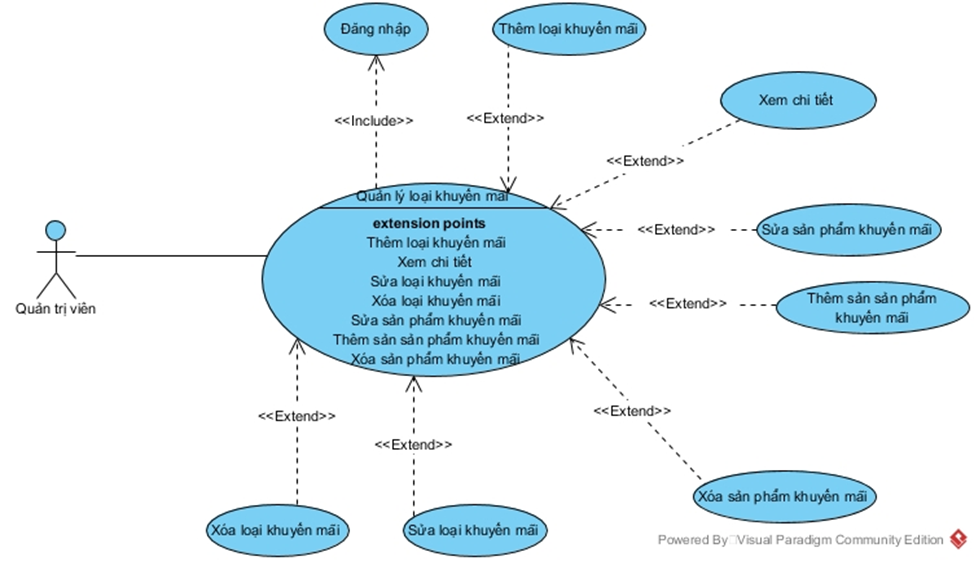 Đăng nhập
Thêm loại khuyến mãi
Xem chi tiết
<<Include>>
<<Extend>>
<<Extend>>
Quản lý loại khuyến mãi
extension points
Thêm loại khuyến mãi
Xem chi tiết
Sửa loại khuyến mãi
Xóa loại khuyến mãi
Sửa sản phẩm khuyến mãi
Thêm sản sản phẩm khuyến mãi
Xóa sản phẩm khuyến mãi
<<Extend>>
Sửa sản phẩm khuyến mãi
<<Extend>>
Thêm sản sản phẩm
khuyến mãi
Quản trị viên
<<Extend>>
<<Extend>>
<<Extend>>
Xóa sản phẩm khuyến mãi
Xóa loại khuyến mãi
Sửa loại khuyến mãi
Powered By Visual Paradigm Community Edition